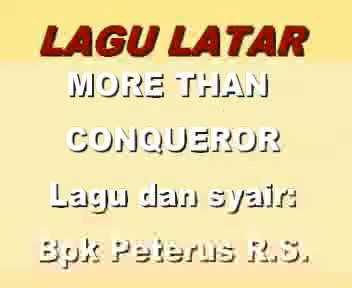 LAGU LATAR
MORE THAN
CONQUEROR
Lagu dan syair:
Bpk Peterus R.S.